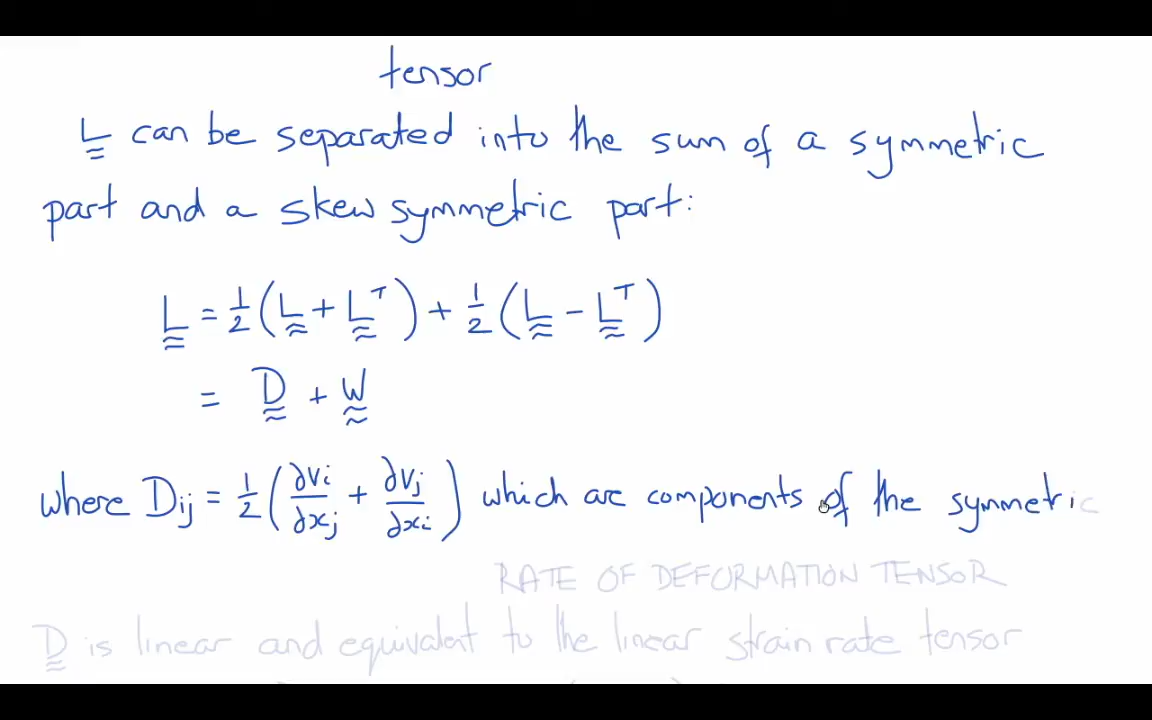 tensor
L can be separated into the sum of a symmetric
part and a skew symmetric part:
L = 1/2 (L + L^T) + 1/2 (L - L^T)
= D + W
where Dij = 1/2 (∂vi/∂xj + ∂vj/∂xi) which are components of the symmetric
RATE OF DEFORMATION TENSOR
D is linear and equivalent to the linear strain rate tensor